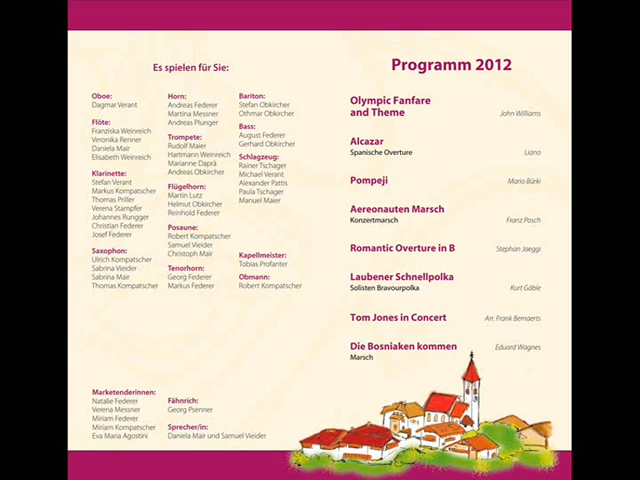 Es spielen für Sie:
Oboe:
Dagmar Verant
Flöte:
Franziska Weinreich
Veronika Renner
Daniela Mair
Elisabeth Weinreich
Klarinette:
Stefan Verant
Markus Kompatscher
Thomas Priller
Verena Stampfer
Johannes Rungger
Christian Federer
Josef Federer
Saxophon:
Ulrich Kompatscher
Sabrina Vieider
Sabrina Mair
Thomas Kompatscher
Horn:
Andreas Federer
Martina Messner
Andreas Plunger
Trompete:
Rudolf Maier
Hartmann Weinreich
Marianne Daprà
Andreas Obkircher
Flügelhorn:
Martin Lutz
Helmut Obkircher
Reinhold Federer
Posaune:
Robert Kompatscher
Samuel Vieider
Christoph Mair
Tenorhorn:
Georg Federer
Markus Federer
Bariton:
Stefan Obkircher
Othmar Obkircher
Bass:
August Federer
Gerhard Obkircher
Schlagzeug:
Rainer Tschager
Michael Verant
Alexander Pattis
Paula Tschager
Manuel Maier
Kapellmeister:
Tobias Profanter
Obmann:
Robert Kompatscher
Marketenderinnen:
Natalie Federer
Verena Messner
Miriam Federer
Miriam Kompatscher
Eva Maria Agostini
Fähnrich:
Georg Psenner
Sprecher/in:
Daniela Mair und Samuel Vieider
Programm 2012
Olympic Fanfare
and Theme John Williams
Alcazar
Spanische Overture Liana
Pompeji Mario Bürki
Aereonauten Marsch
Konzertmarsch Franz Posch
Romantic Overture in B Stephan Jaeggi
Laubener Schnellpolka
Solisten Bravourpolka Kurt Gäble
Tom Jones in Concert Arr. Frank Bernaerts
Die Bosniaken kommen Eduard Wagnes
Marsch